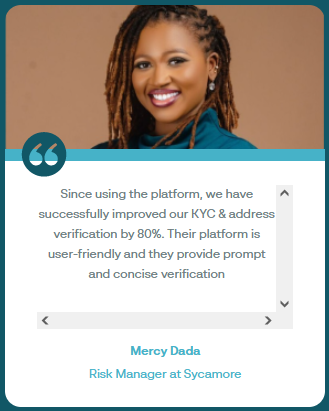 Since using the platform, we have
successfully improved our KYC & address
verification by 80%. Their platform is
user-friendly and they provide prompt
and concise verification
Mercy Dada
Risk Manager at Sycamore